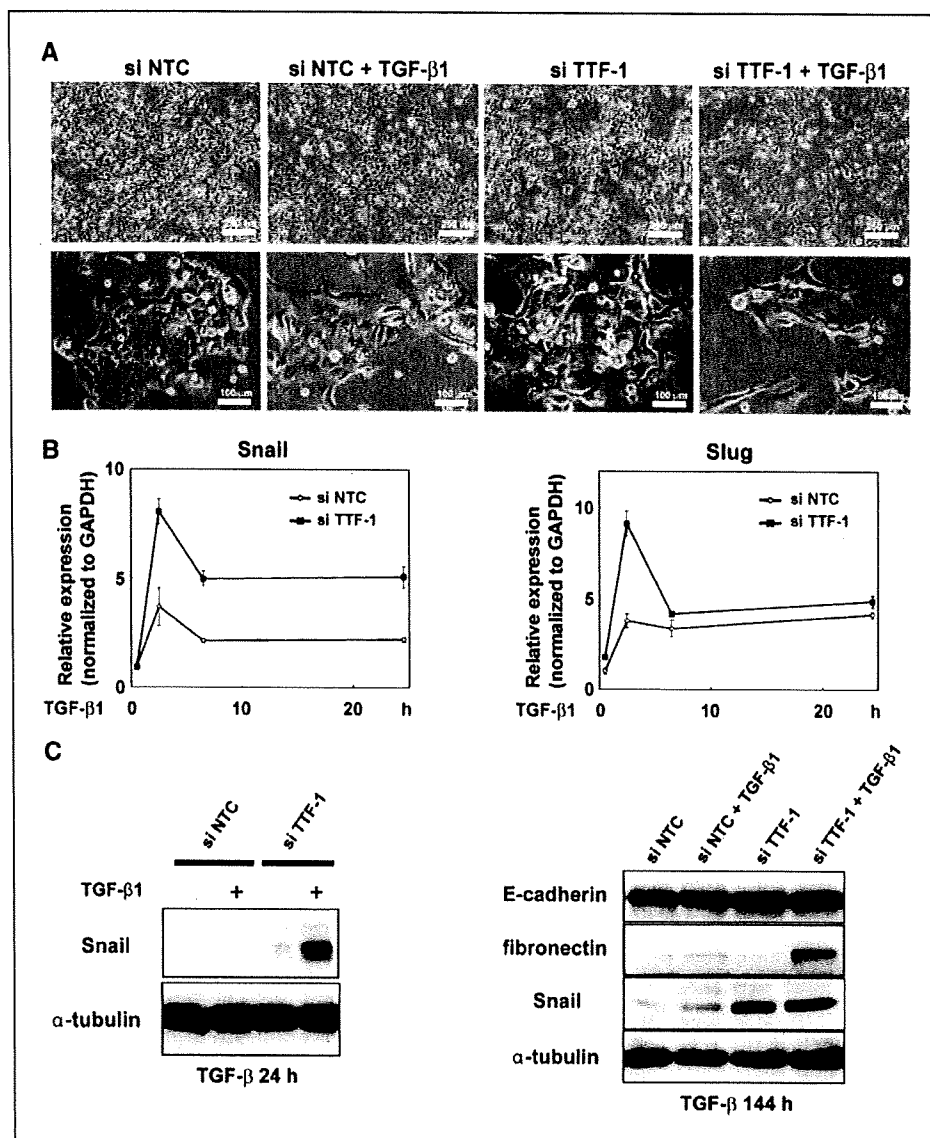 A
si NTC
si NTC + TGF-β1
si TTF-1
si TTF-1 + TGF-β1
100 μm
100 μm
100 μm
100 μm
B
Snail
Relative expression
(normalized to GAPDH)
10
5
0
si NTC
si TTF-1
TGF-β1 0 10 20 h
Slug
Relative expression
(normalized to GAPDH)
10
5
0
si NTC
si TTF-1
TGF-β1 0 10 20 h
C
si NTC
si TTF-1
TGF-β1 + +
Snail
α-tubulin
TGF-β 24 h
si NTC
si NTC + TGF-β1
si TTF-1
si TTF-1 + TGF-β1
E-cadherin
fibronectin
Snail
α-tubulin
TGF-β 144 h